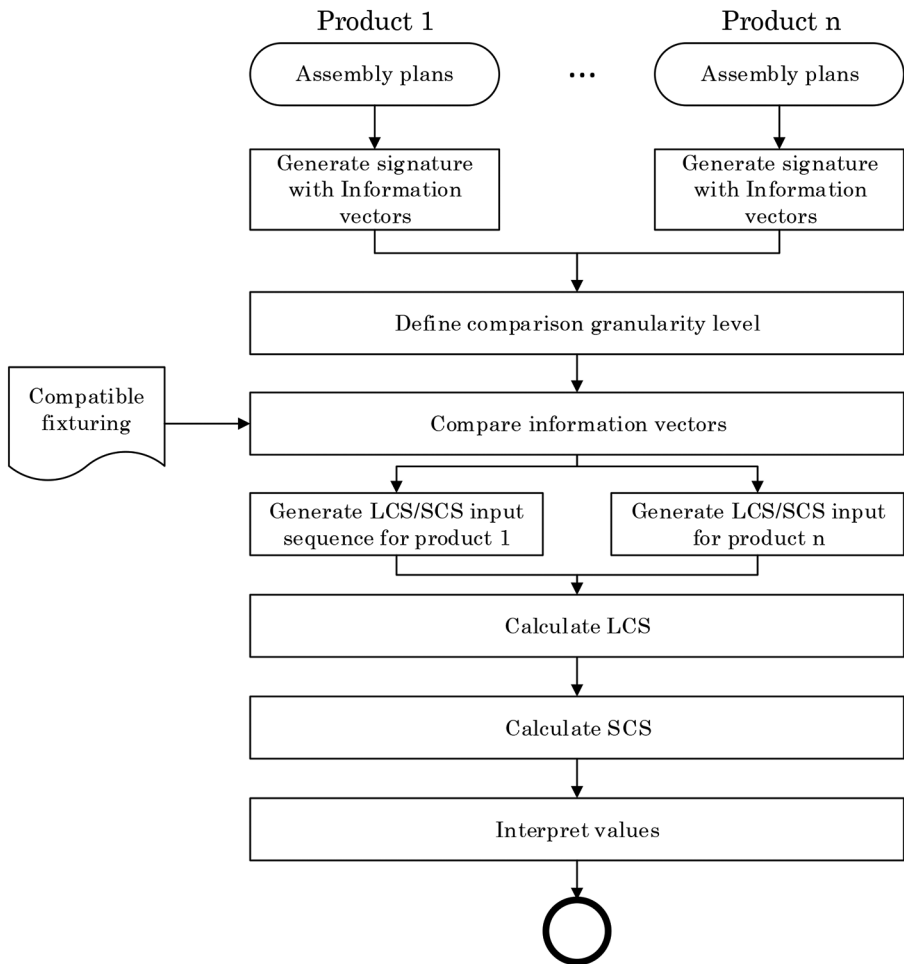 Product 1
Product n
Assembly plans
...
Assembly plans
Generate signature
with Information
vectors
Generate signature
with Information
vectors
Define comparison granularity level
Compatible
fixturing
Compare information vectors
Generate LCS/SCS input
sequence for product 1
Generate LCS/SCS input
for product n
Calculate LCS
Calculate SCS
Interpret values